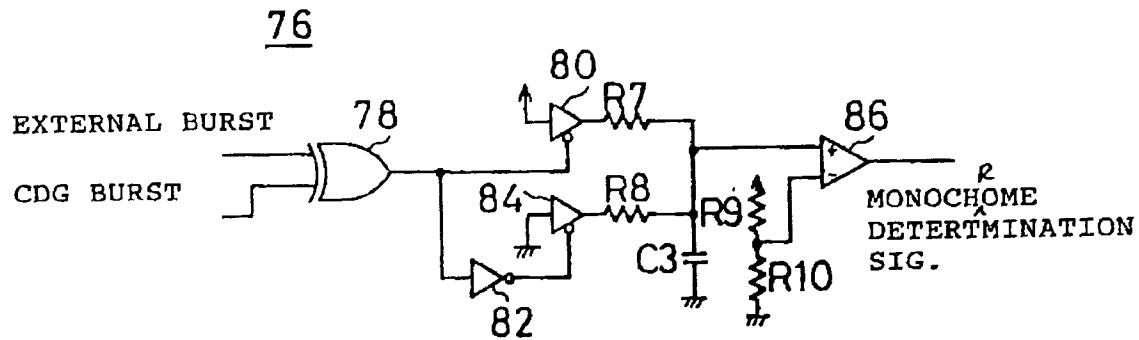 76
80
R7
EXTERNAL BURST
78
86
CDG BURST
84
R8
R9
R
MONOCHOME
DETERTMINATION
SIG.
C3
R10
82